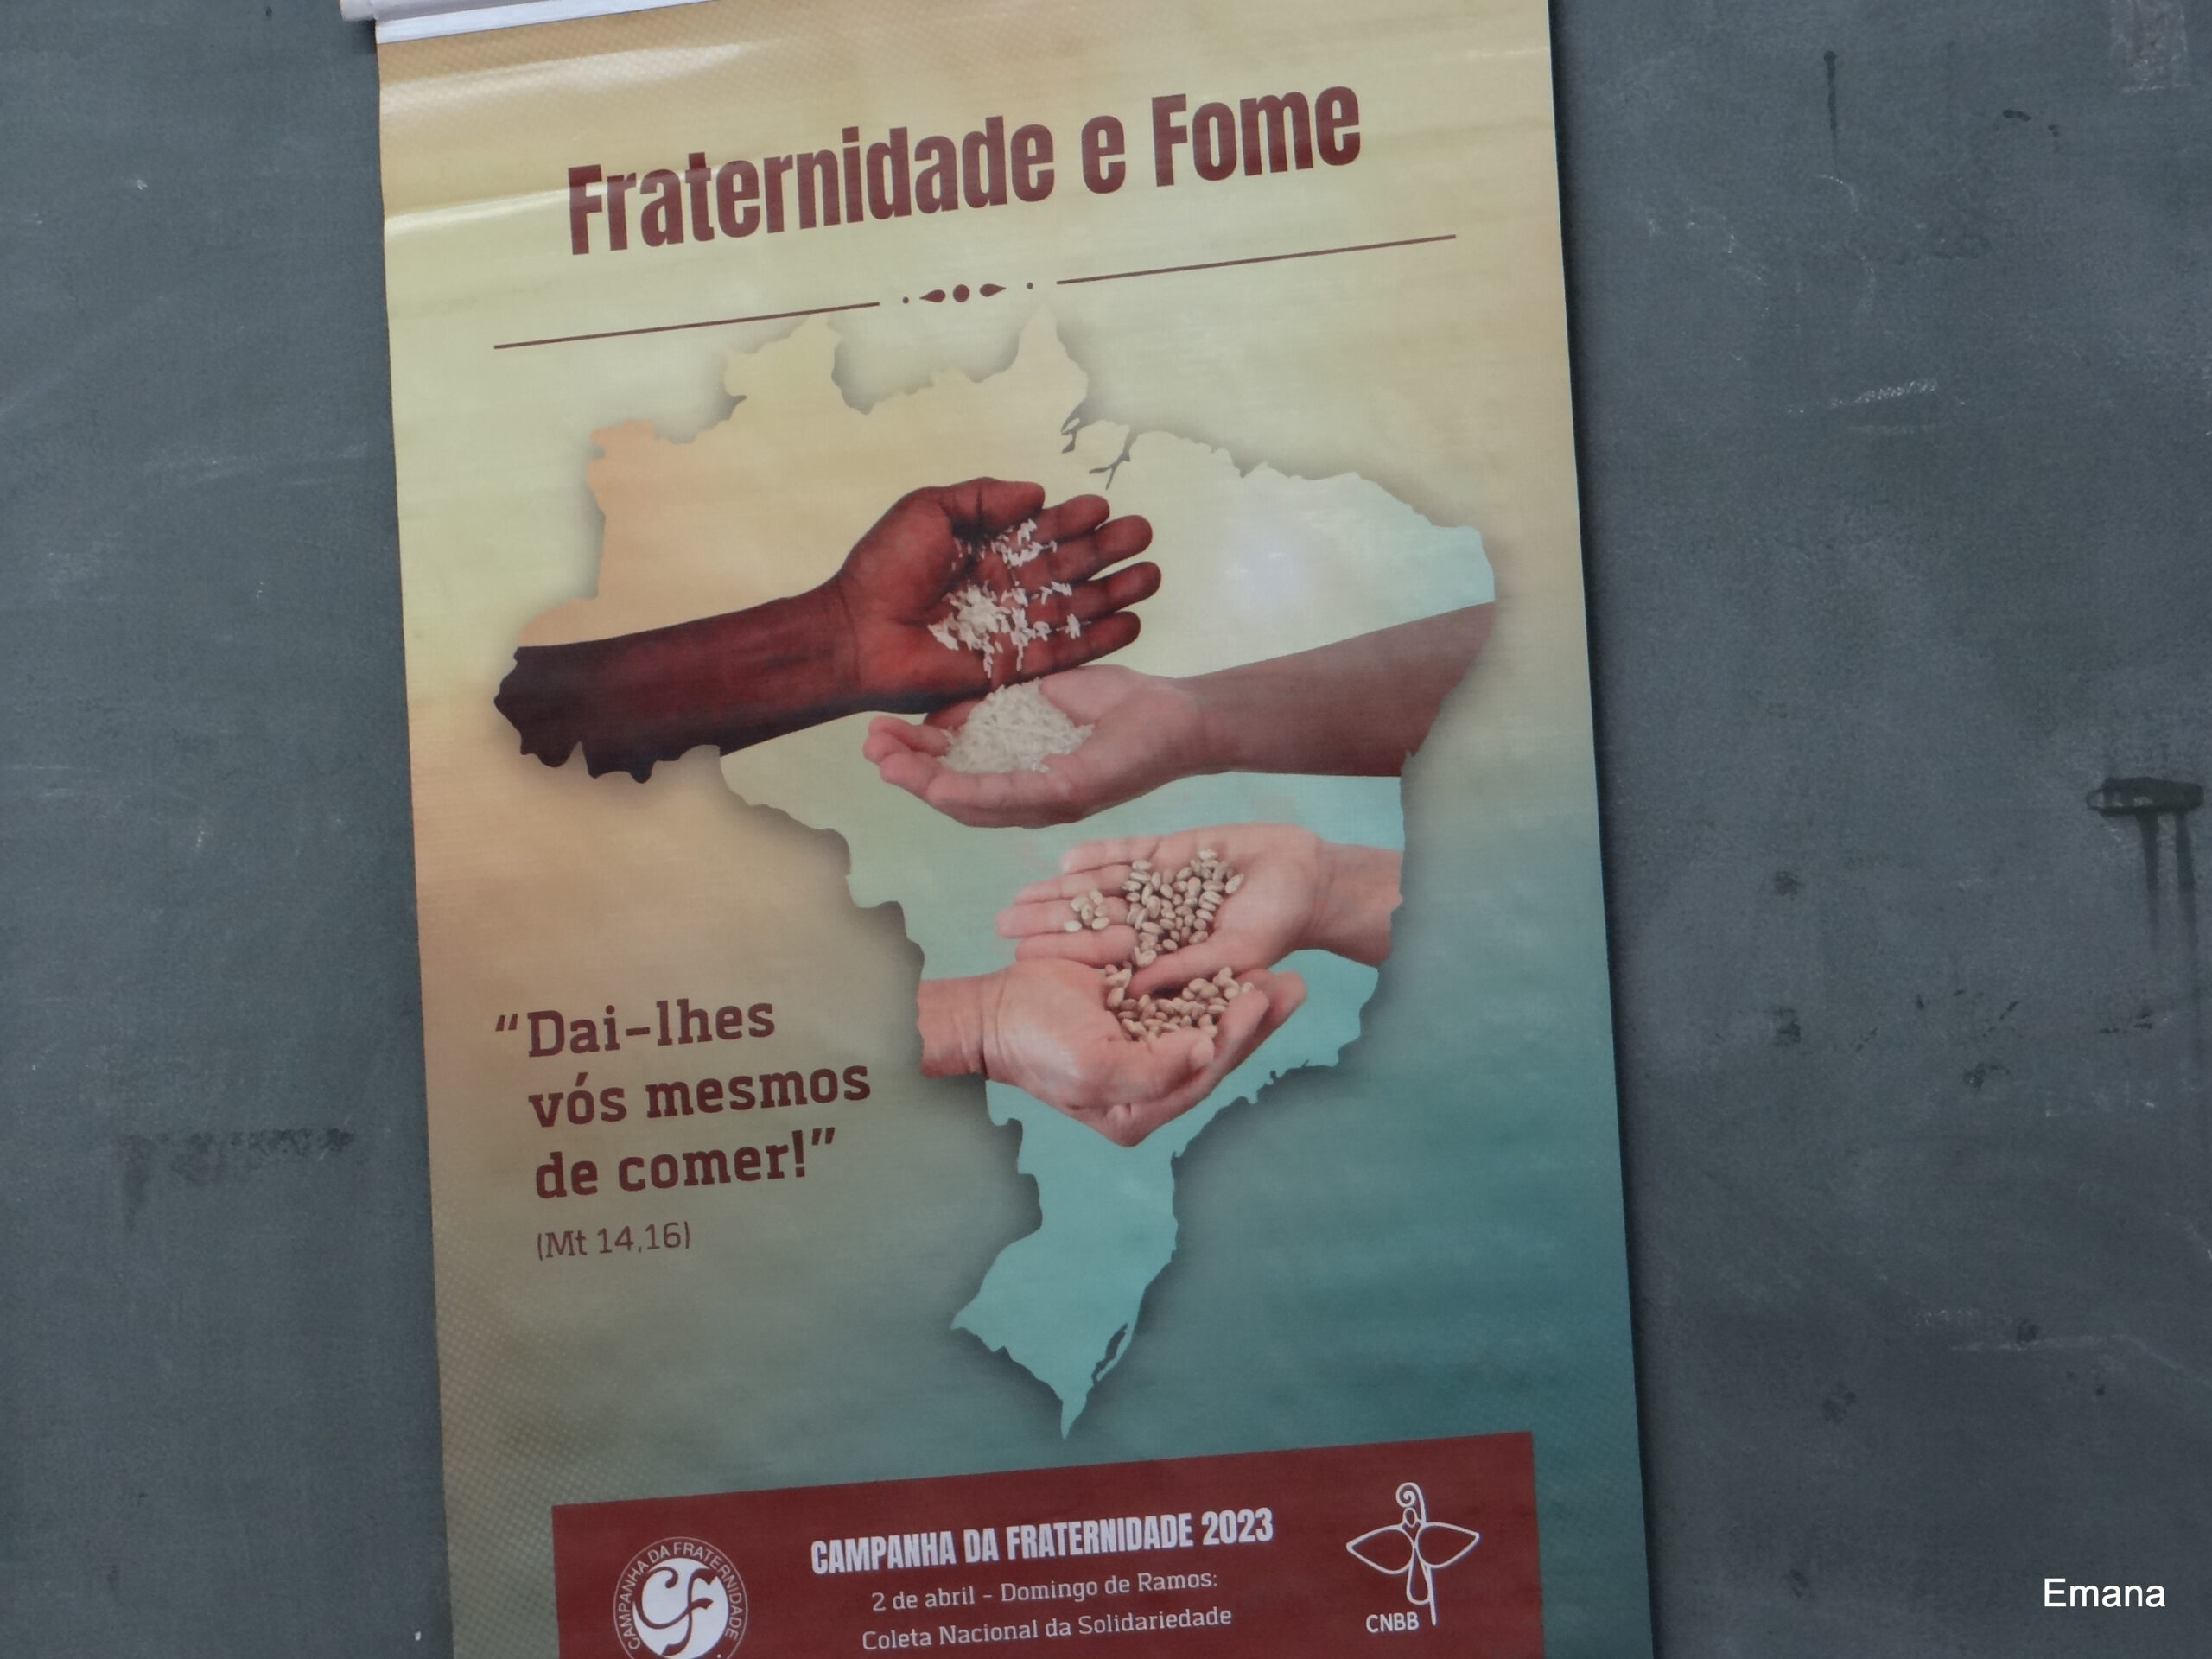 Fraternidade e Fome
“Dai-lhes
vós mesmos
de comer!”
(Mt 14,16)
CAMPANHA DA FRATERNIDADE
CF
CAMPANHA DA FRATERNIDADE 2023
2 de abril - Domingo de Ramos:
Coleta Nacional da Solidariedade
CNBB
Emana